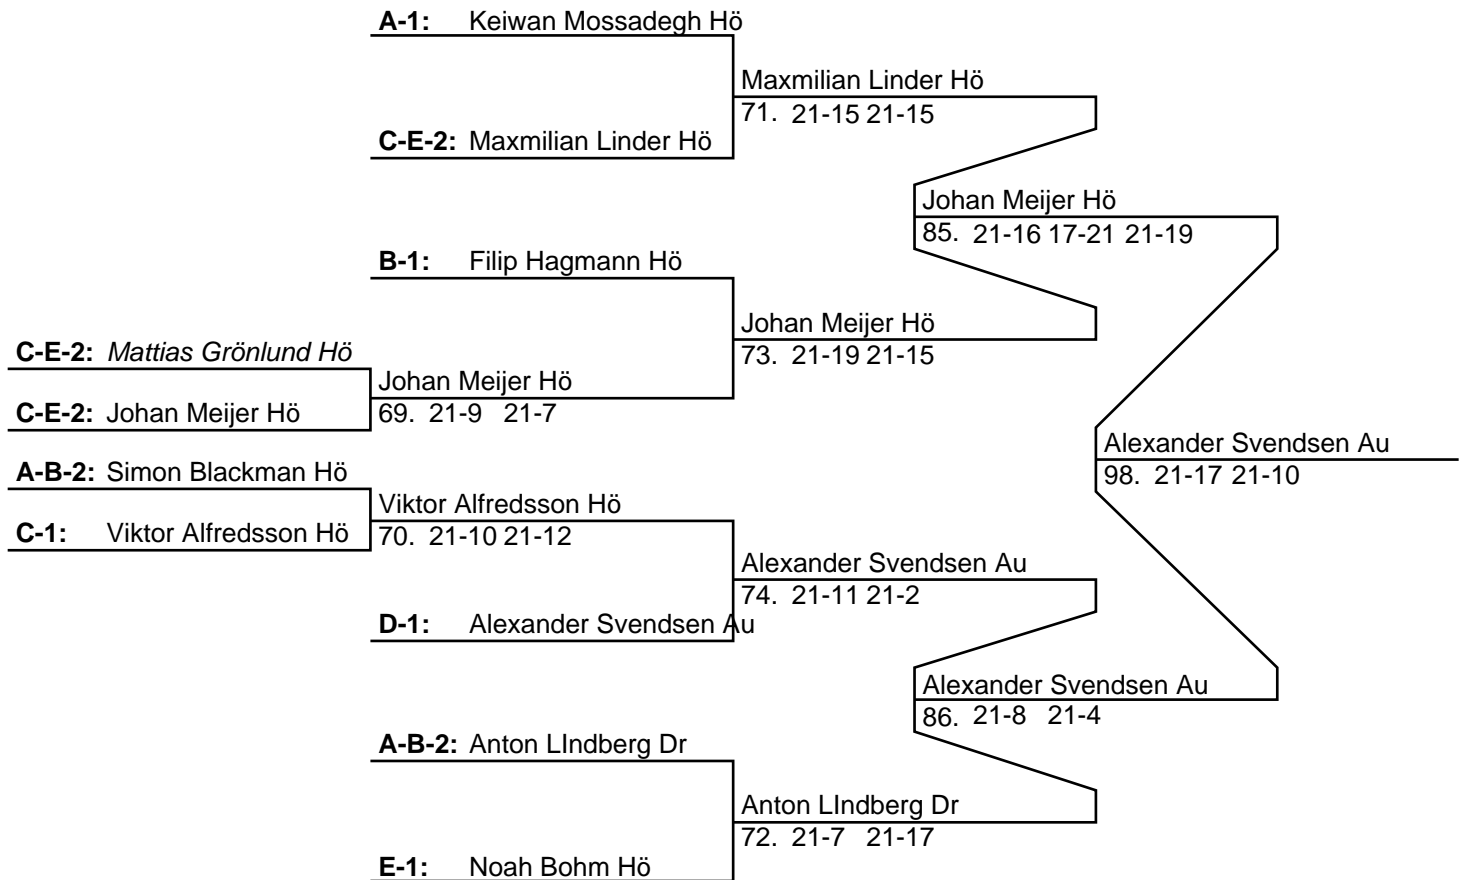 A-1: Keiwan Mossadegh Hö
Maxmilian Linder Hö
71. 21-15 21-15
C-E-2: Maxmilian Linder Hö
Johan Meijer Hö
85. 21-16 17-21 21-19
B-1: Filip Hagmann Hö
Johan Meijer Hö
73. 21-19 21-15
C-E-2: Mattias Grönlund Hö
Johan Meijer Hö
69. 21-9 21-7
C-E-2: Johan Meijer Hö
Alexander Svendsen Au
98. 21-17 21-10
A-B-2: Simon Blackman Hö
Viktor Alfredsson Hö
70. 21-10 21-12
C-1: Viktor Alfredsson Hö
Alexander Svendsen Au
74. 21-11 21-2
D-1: Alexander Svendsen Au
Alexander Svendsen Au
86. 21-8 21-4
A-B-2: Anton LIndberg Dr
Anton LIndberg Dr
72. 21-7 21-17
E-1: Noah Bohm Hö